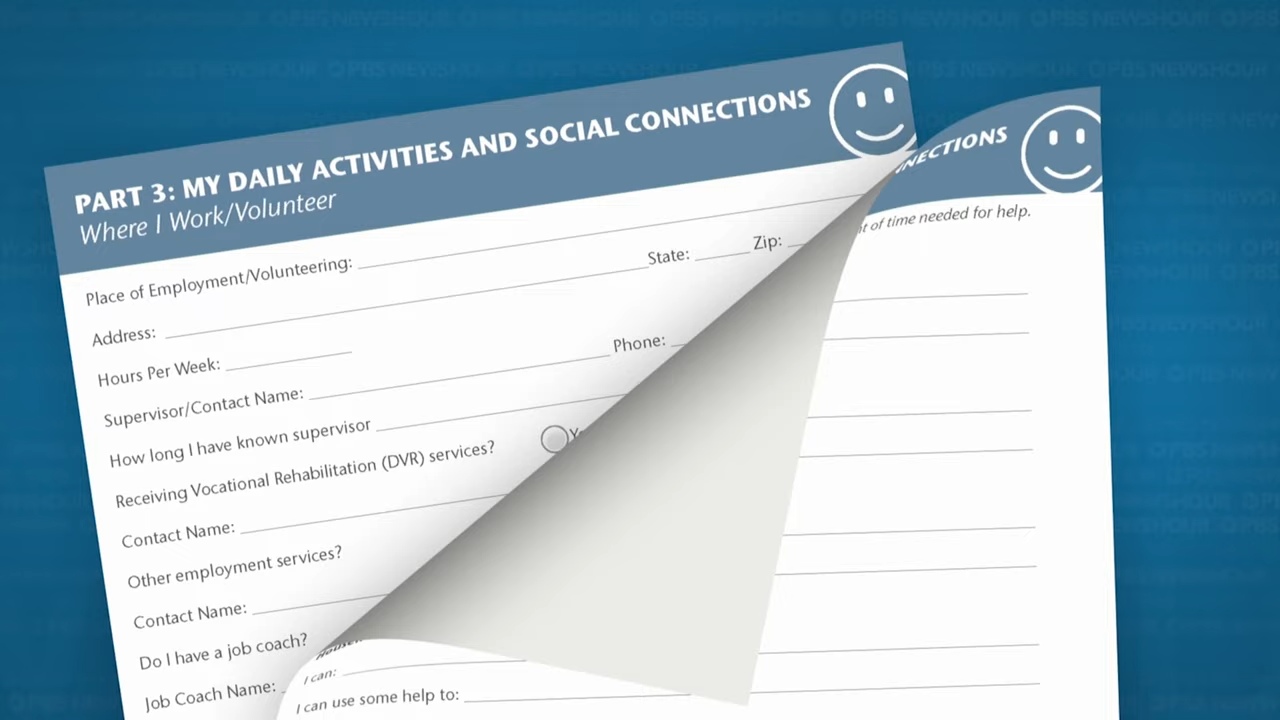 PART 3: MY DAILY ACTIVITIES AND SOCIAL CONNECTIONS
Where I Work/Volunteer
Place of Employment/Volunteering:
Address: State: Zip:
Hours Per Week:
Supervisor/Contact Name: Phone:
How long I have known supervisor
Receiving Vocational Rehabilitation (DVR) services?
Contact Name:
Other employment services?
Contact Name:
Do I have a job coach?
Job Coach Name:
NECTIONS
of time needed for help.
I can:
I can use some help to:
PBS NEWSHOUR